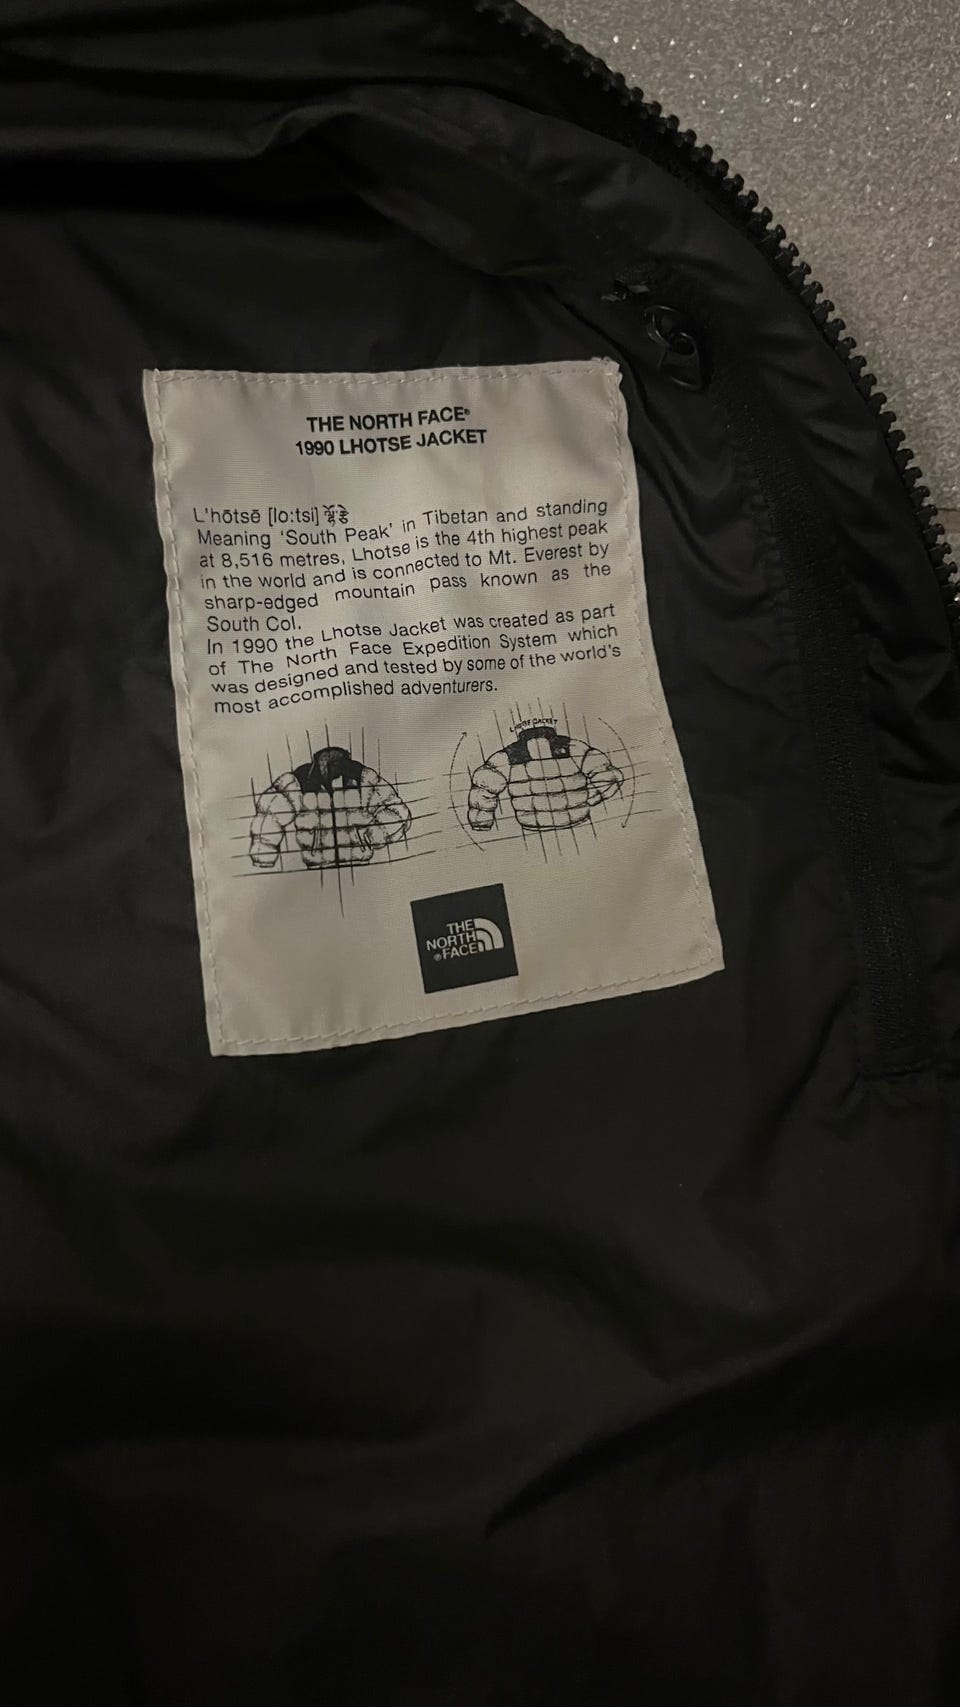 THE NORTH FACE®
1990 LHOTSE JACKET
L'hōtsē [lo:tsi]
Meaning 'South Peak' in Tibetan and standing
at 8,516 metres, Lhotse is the 4th highest peak
in the world and is connected to Mt. Everest by
sharp-edged mountain pass known as the
South Col.
In 1990 the Lhotse Jacket was created as part
of The North Face Expedition System which
was designed and tested by some of the world's
most accomplished adventurers.
LHOTSE JACKET
THE
NORTH
®FACE